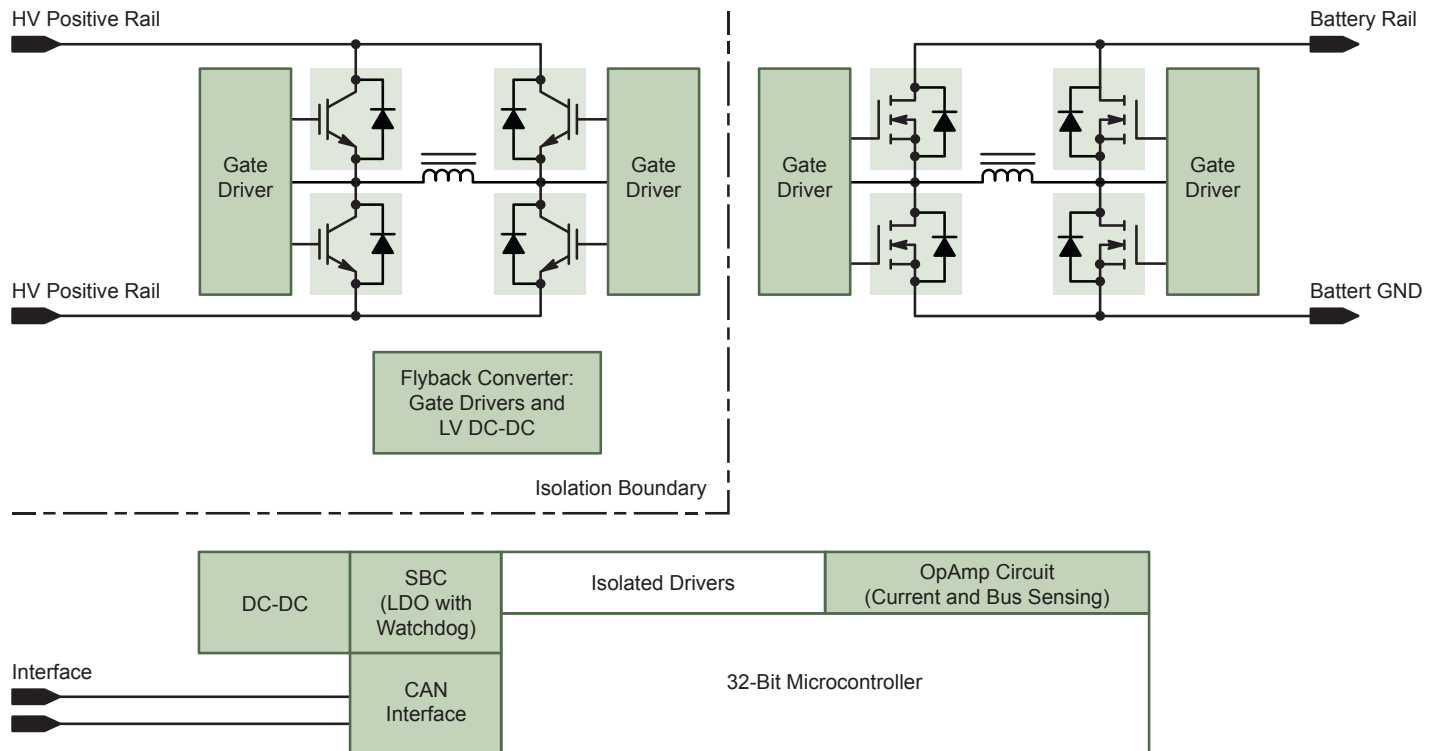 HV Positive Rail
Battery Rail
Gate
Driver
Gate
Driver
Gate
Driver
Gate
Driver
HV Positive Rail
Battert GND
Flyback Converter:
Gate Drivers and
LV DC-DC
Isolation Boundary
DC-DC
SBC
(LDO with
Watchdog)
Isolated Drivers
OpAmp Circuit
(Current and Bus Sensing)
Interface
CAN
Interface
32-Bit Microcontroller